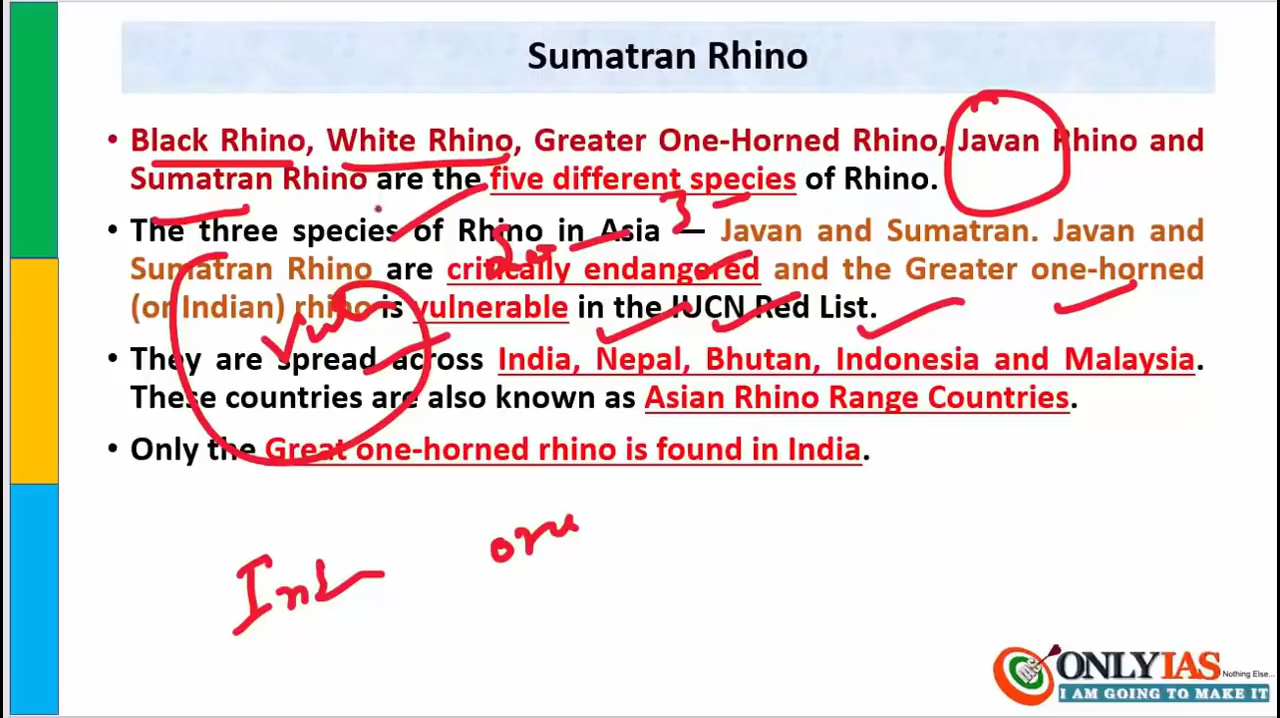 Sumatran Rhino
• Black Rhino, White Rhino, Greater One-Horned Rhino, Javan Rhino and
Sumatran Rhino are the five different species of Rhino.
• The three species of Rhino in Asia — Javan and Sumatran. Javan and
Sumatran Rhino are critically endangered and the Greater one-horned
(or Indian) rhino is vulnerable in the IUCN Red List.
• They are spread across India, Nepal, Bhutan, Indonesia and Malaysia.
These countries are also known as Asian Rhino Range Countries.
• Only the Great one-horned rhino is found in India.
3
Ind one
ONLYIAS
Nothing Else...
I AM GOING TO MAKE IT